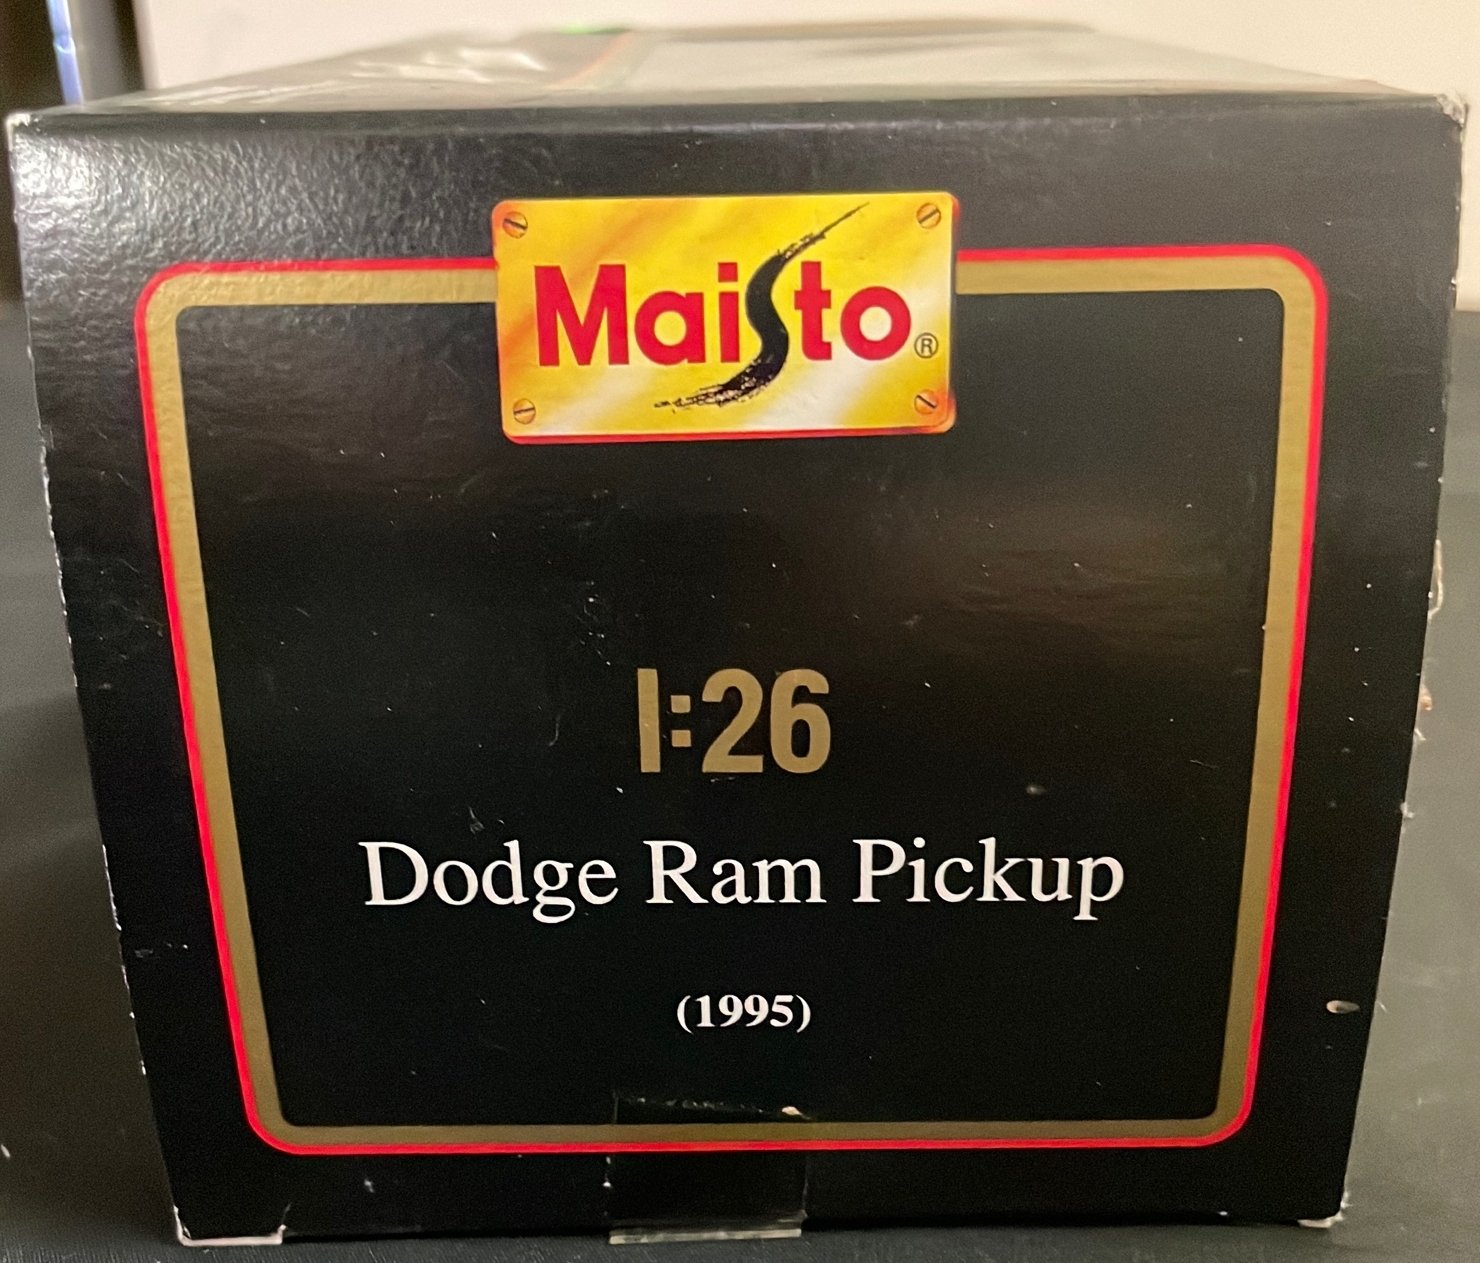 Maisto®
1:26
Dodge Ram Pickup
(1995)